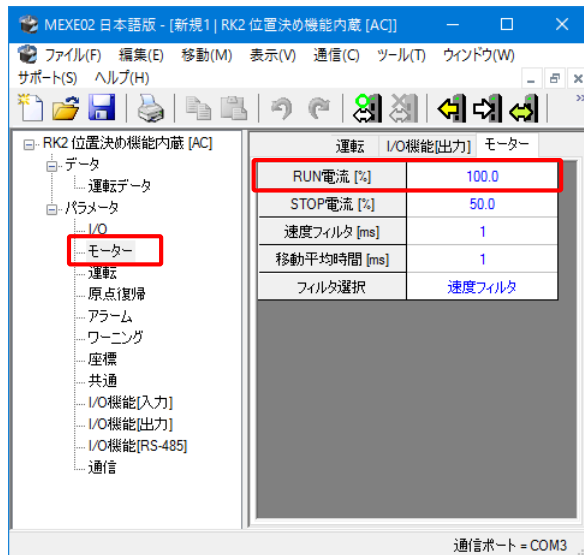 MEXE02 日本語版 - [新規1 | RK2 位置決め機能内蔵 [AC]]
ファイル(F) 編集(E) 移動(M) 表示(V) 通信(C) ツール(T) ウィンドウ(W)
サポート(S) ヘルプ(H)
RK2 位置決め機能内蔵 [AC]
データ
運転データ
パラメータ
I/O
モーター
運転
原点復帰
アラーム
ワーニング
座標
共通
I/O機能[入力]
I/O機能[出力]
I/O機能[RS-485]
通信
運転 I/O機能[出力] モーター
RUN電流 [%] 100.0
STOP電流 [%] 50.0
速度フィルタ [ms] 1
移動平均時間 [ms] 1
フィルタ選択 速度フィルタ
通信ポート = COM3